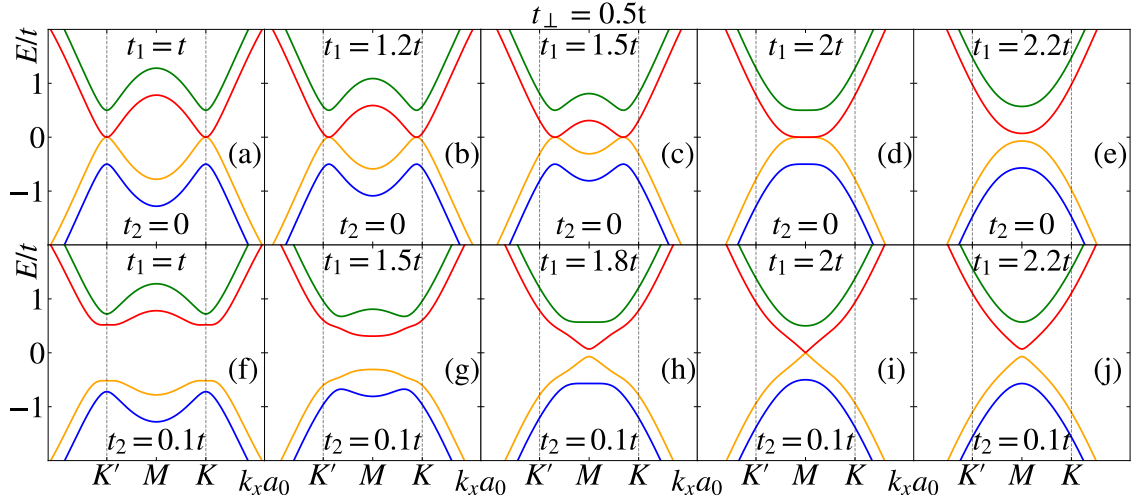 t⊥ = 0.5t
E/t
1
0
−1
t₁ = t
(a)
t₂ = 0
t₁ = 1.2t
(b)
t₂ = 0
t₁ = 1.5t
(c)
t₂ = 0
t₁ = 2t
(d)
t₂ = 0
t₁ = 2.2t
(e)
t₂ = 0
E/t
1
0
−1
t₁ = t
(f)
t₂ = 0.1t
t₁ = 1.5t
(g)
t₂ = 0.1t
t₁ = 1.8t
(h)
t₂ = 0.1t
t₁ = 2t
(i)
t₂ = 0.1t
t₁ = 2.2t
(j)
t₂ = 0.1t
K′ M K kₓa₀ K′ M K kₓa₀ K′ M K kₓa₀ K′ M K kₓa₀ K′ M K kₓa₀